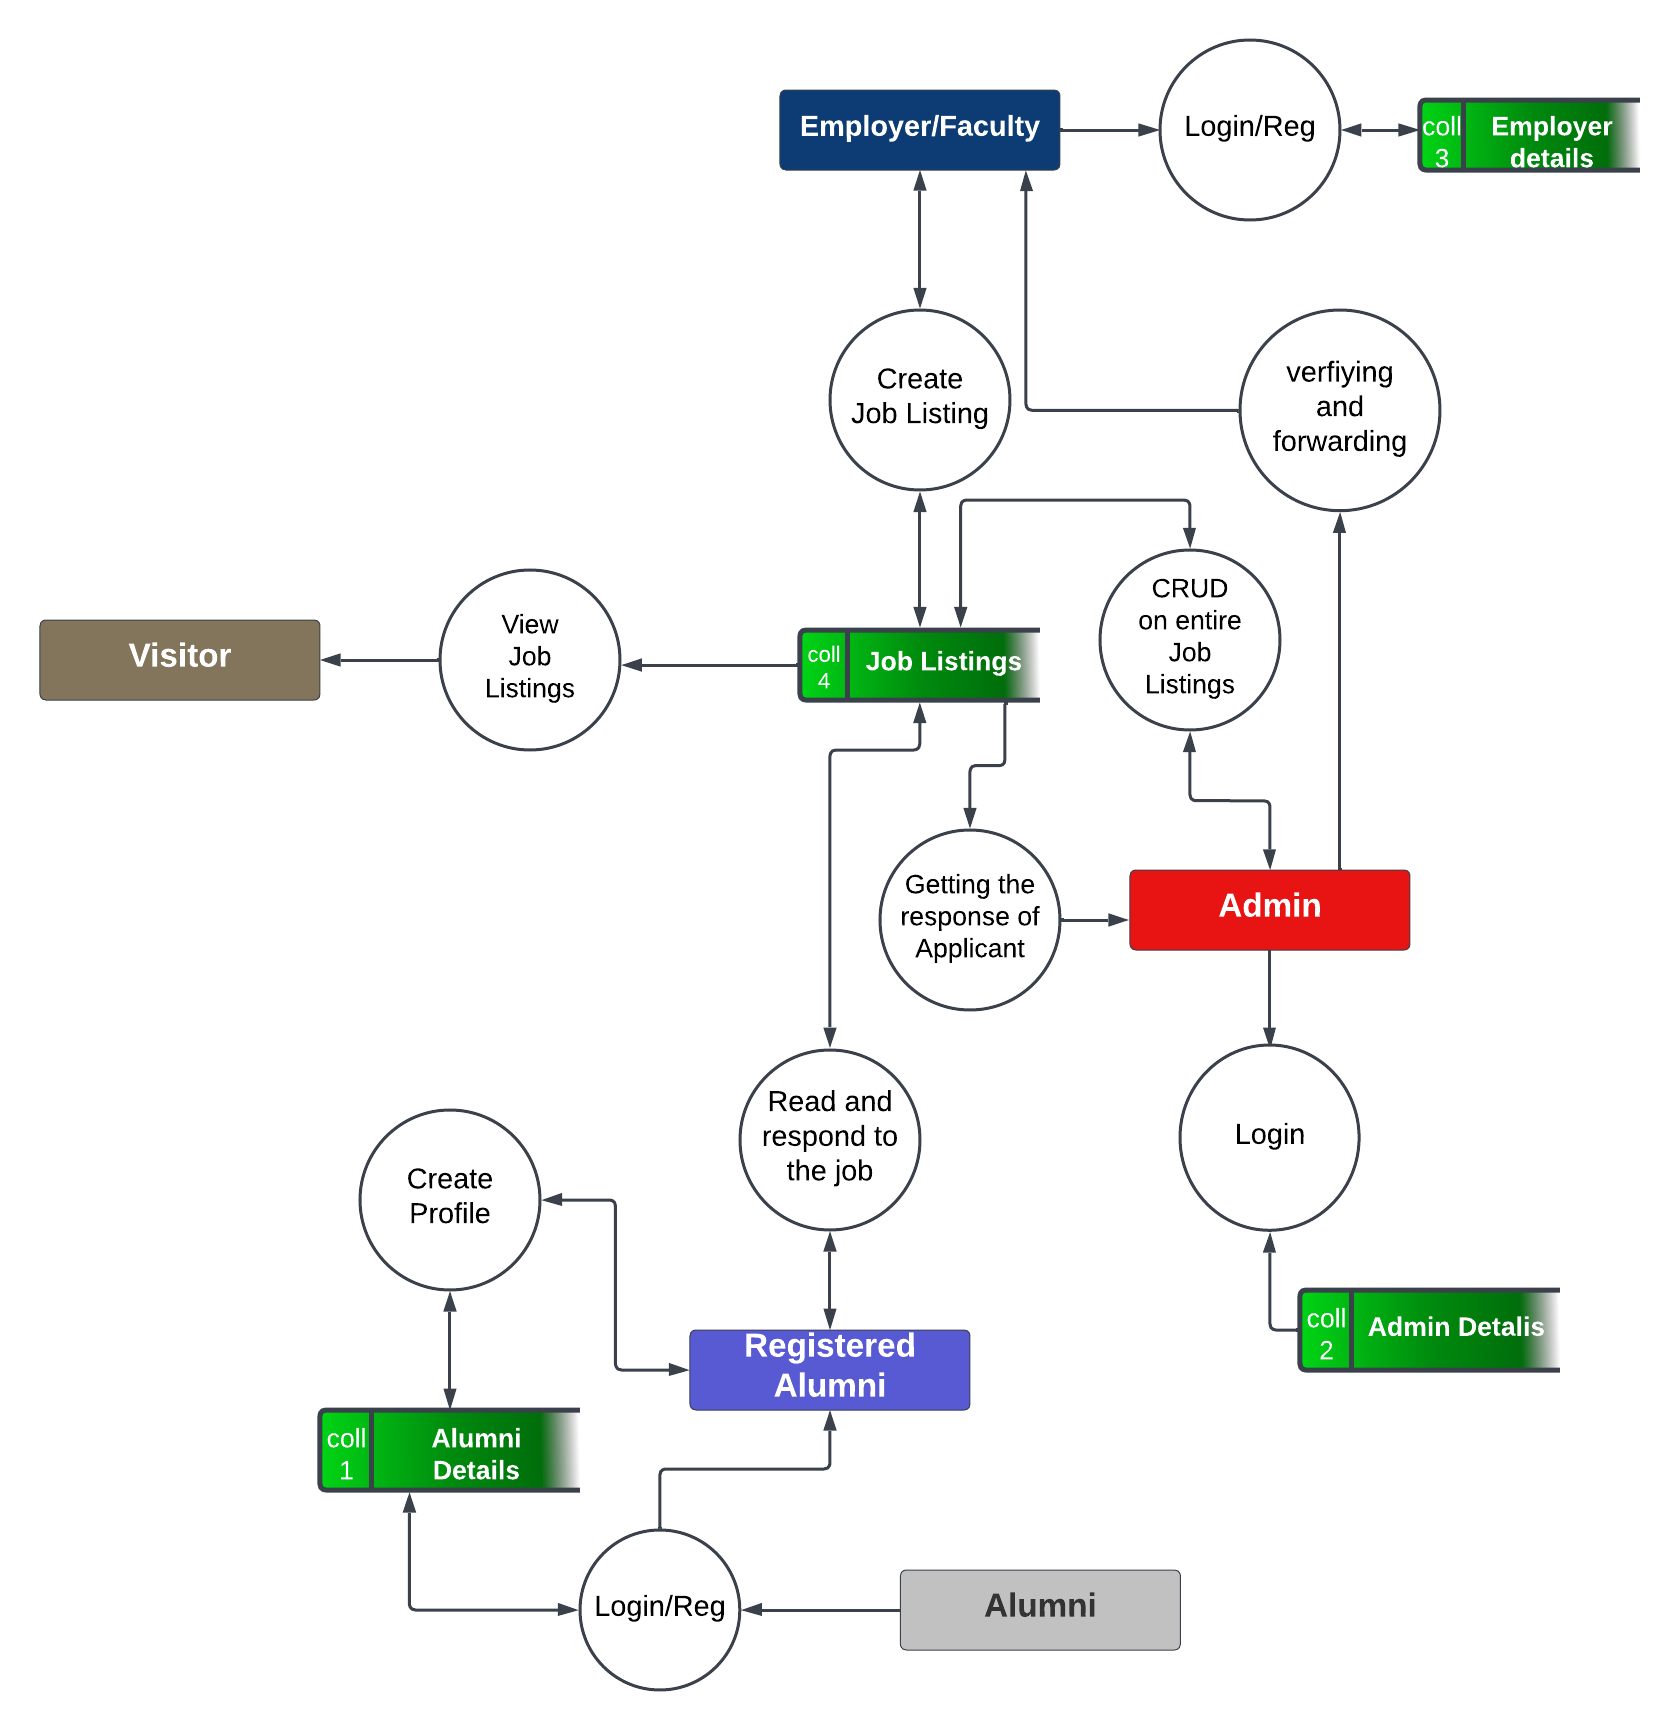 Employer/Faculty
Login/Reg
coll
3
Employer
details
Create
Job Listing
verfiying
and
forwarding
CRUD
on entire
Job
Listings
Visitor
View
Job
Listings
coll
4
Job Listings
Getting the
response of
Applicant
Admin
Read and
respond to
the job
Login
Create
Profile
coll
2
Admin Detalis
Registered
Alumni
coll
1
Alumni
Details
Login/Reg
Alumni